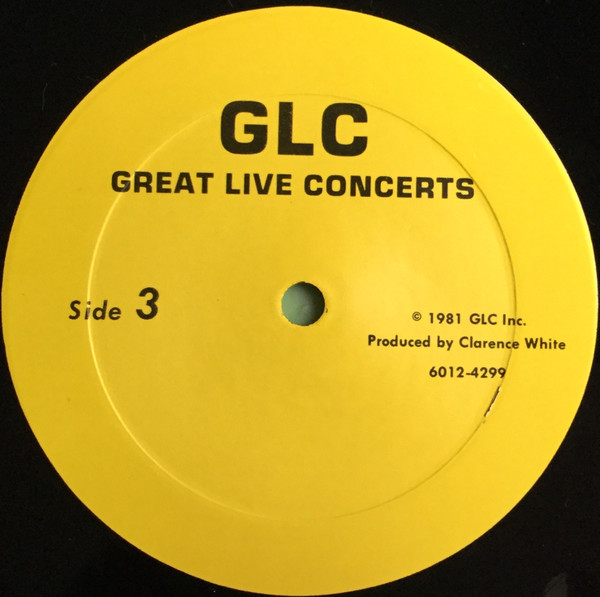 GLC
GREAT LIVE CONCERTS
Side 3
© 1981 GLC Inc.
Produced by Clarence White
6012-4299